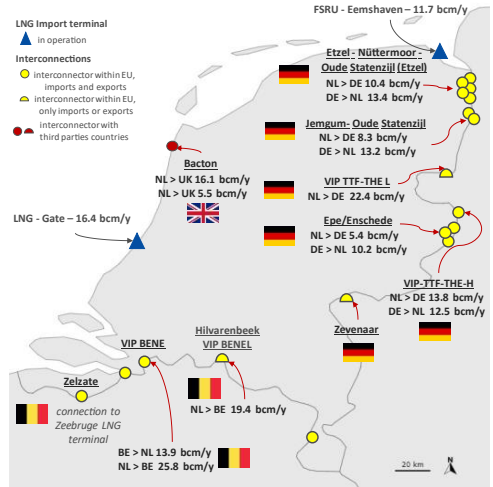 FSRU - Eemshaven – 11.7 bcm/y
LNG Import terminal
in operation
Interconnections
interconnector within EU,
imports and exports
interconnector within EU,
only imports or exports
interconnector with
third parties countries
Etzel - Nüttermoor -
Oude Statenzijl (Etzel)
NL > DE 10.4 bcm/y
DE > NL 13.4 bcm/y
Jemgum- Oude Statenzijl
NL > DE 8.3 bcm/y
DE > NL 13.2 bcm/y
Bacton
NL > UK 16.1 bcm/y
NL > UK 5.5 bcm/y
VIP TTF-THE L
NL > DE 22.4 bcm/y
LNG - Gate – 16.4 bcm/y
Epe/Enschede
NL > DE 5.4 bcm/y
DE > NL 10.2 bcm/y
VIP-TTF-THE-H
NL > DE 13.8 bcm/y
DE > NL 12.5 bcm/y
Zevenaar
Hilvarenbeek
VIP BENEL
NL > BE 19.4 bcm/y
VIP BENE
BE > NL 13.9 bcm/y
NL > BE 25.8 bcm/y
Zelzate
connection to
Zeebruge LNG
terminal
20 km
N